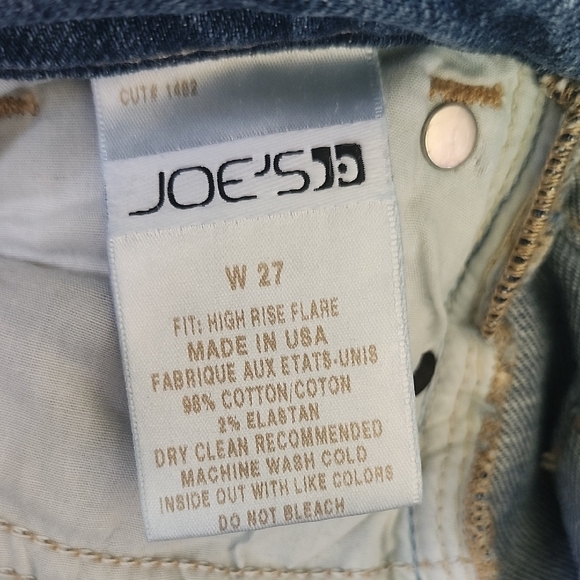 CUT# 1482
JOE'S
W 27
FIT: HIGH RISE FLARE
MADE IN USA
FABRIQUE AUX ETATS-UNIS
98% COTTON/COTON
2% ELASTAN
DRY CLEAN RECOMMENDED
MACHINE WASH COLD
INSIDE OUT WITH LIKE COLORS
DO NOT BLEACH